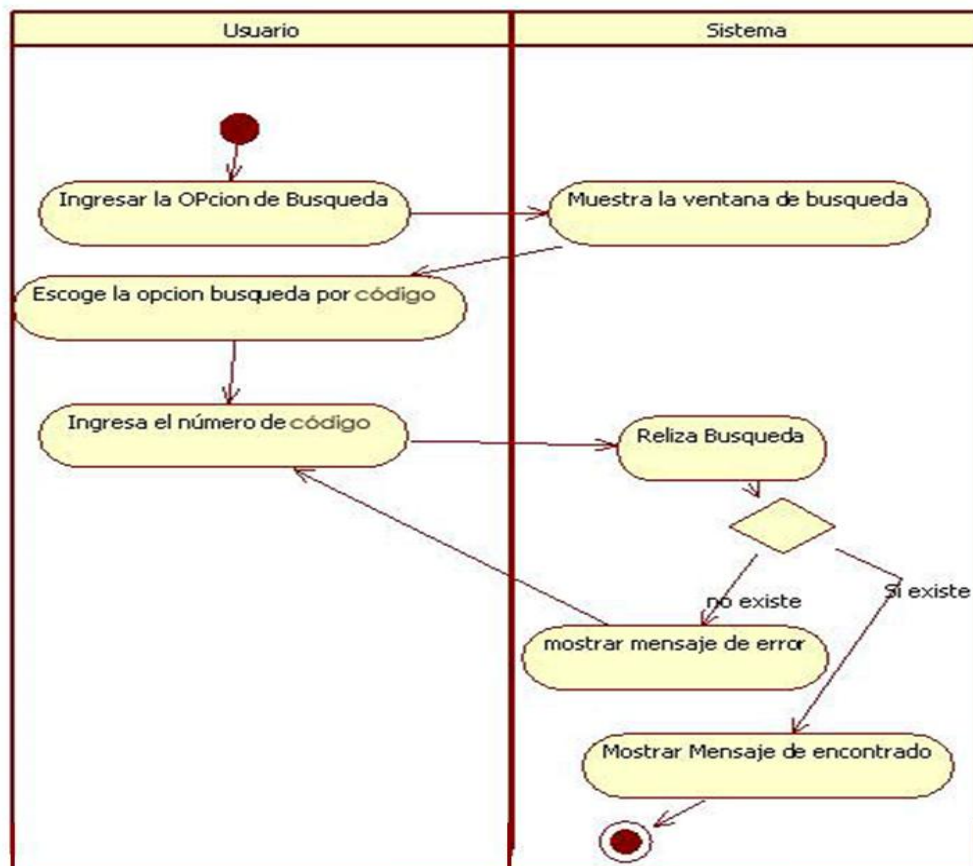 Usuario
Sistema
Ingresar la OPcion de Busqueda
Muestra la ventana de busqueda
Escoge la opcion busqueda por código
Ingresa el número de código
Reliza Busqueda
no existe
Si existe
mostrar mensaje de error
Mostrar Mensaje de encontrado